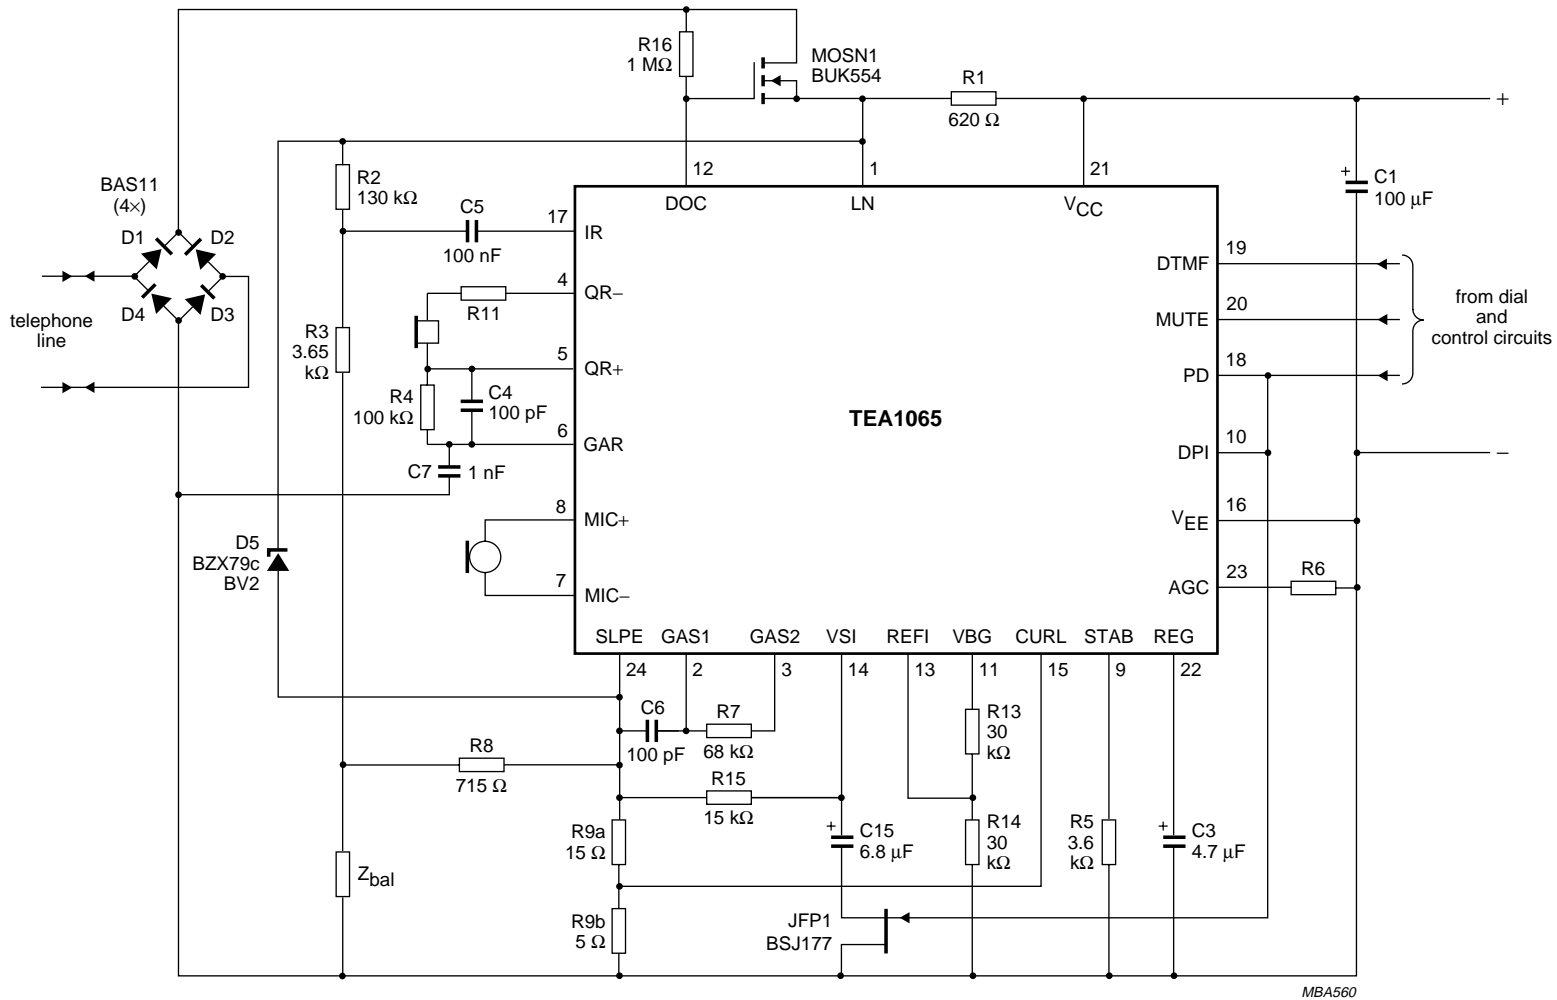 R16
1 MΩ
MOSN1
BUK554
R1
620 Ω
+
12
1
21
DOC
LN
VCC
+
C1
100 μF
BAS11
(4×)
D1
D2
D4
D3
telephone
line
R2
130 kΩ
C5
100 nF
17
IR
4
QR−
R11
5
QR+
R3
3.65
kΩ
R4
100 kΩ
C4
100 pF
6
GAR
C7
1 nF
8
MIC+
7
MIC−
D5
BZX79c
BV2
TEA1065
DTMF
19
MUTE
20
PD
18
from dial
and
control circuits
DPI
10
−
VEE
16
AGC
23
R6
SLPE
GAS1
GAS2
VSI
REFI
VBG
CURL
STAB
REG
24
2
3
14
13
11
15
9
22
C6
100 pF
R7
68 kΩ
R13
30
kΩ
R8
715 Ω
R15
15 kΩ
R9a
15 Ω
+
C15
6.8 μF
R14
30
kΩ
R5
3.6
kΩ
+
C3
4.7 μF
Zbal
R9b
5 Ω
JFP1
BSJ177
MBA560